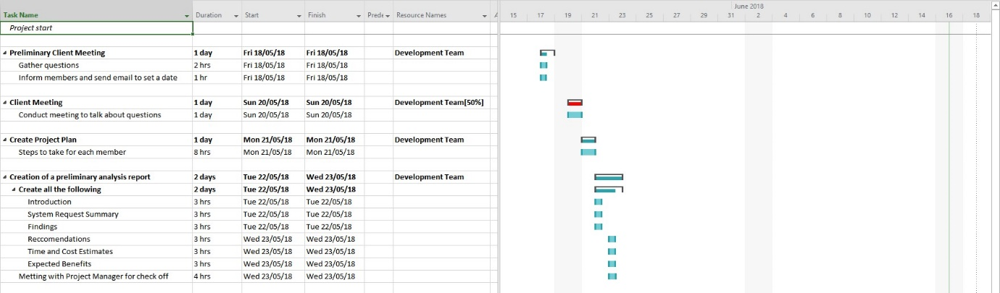 June 2018
Task Name Duration Start Finish Prede Resource Names A 15 17 19 21 23 25 27 29 31 2 4 6 8 10 12 14 16 18
Project start
Preliminary Client Meeting 1 day Fri 18/05/18 Fri 18/05/18 Development Team
Gather questions 2 hrs Fri 18/05/18 Fri 18/05/18
Inform members and send email to set a date 1 hr Fri 18/05/18 Fri 18/05/18
Client Meeting 1 day Sun 20/05/18 Sun 20/05/18 Development Team[50%]
Conduct meeting to talk about questions 1 day Sun 20/05/18 Sun 20/05/18
Create Project Plan 1 day Mon 21/05/18 Mon 21/05/18 Development Team
Steps to take for each member 8 hrs Mon 21/05/18 Mon 21/05/18
Creation of a preliminary analysis report 2 days Tue 22/05/18 Wed 23/05/18 Development Team
Create all the following 2 days Tue 22/05/18 Wed 23/05/18
Introduction 3 hrs Tue 22/05/18 Tue 22/05/18
System Request Summary 3 hrs Tue 22/05/18 Tue 22/05/18
Findings 3 hrs Tue 22/05/18 Tue 22/05/18
Reccomendations 3 hrs Wed 23/05/18 Wed 23/05/18
Time and Cost Estimates 3 hrs Wed 23/05/18 Wed 23/05/18
Expected Benefits 3 hrs Wed 23/05/18 Wed 23/05/18
Metting with Project Manager for check off 4 hrs Wed 23/05/18 Wed 23/05/18